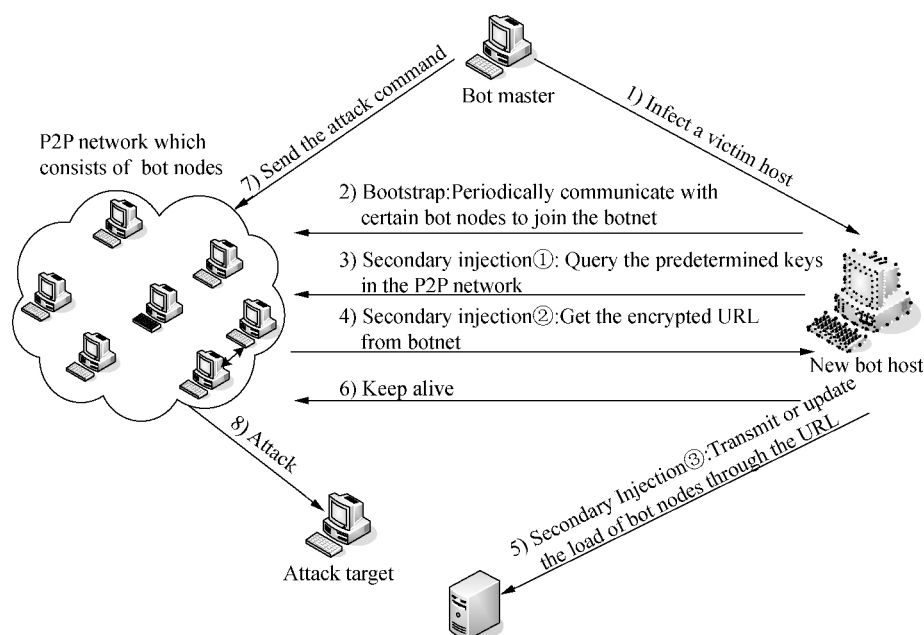 Bot master
1) Infect a victim host
7) Send the attack command
P2P network which
consists of bot nodes
2) Bootstrap:Periodically communicate with
certain bot nodes to join the botnet
3) Secondary injection①: Query the predetermined keys
in the P2P network
4) Secondary injection②:Get the encrypted URL
from botnet
New bot host
6) Keep alive
8) Attack
5) Secondary Injection③:Transmit or update
the load of bot nodes through the URL
Attack target